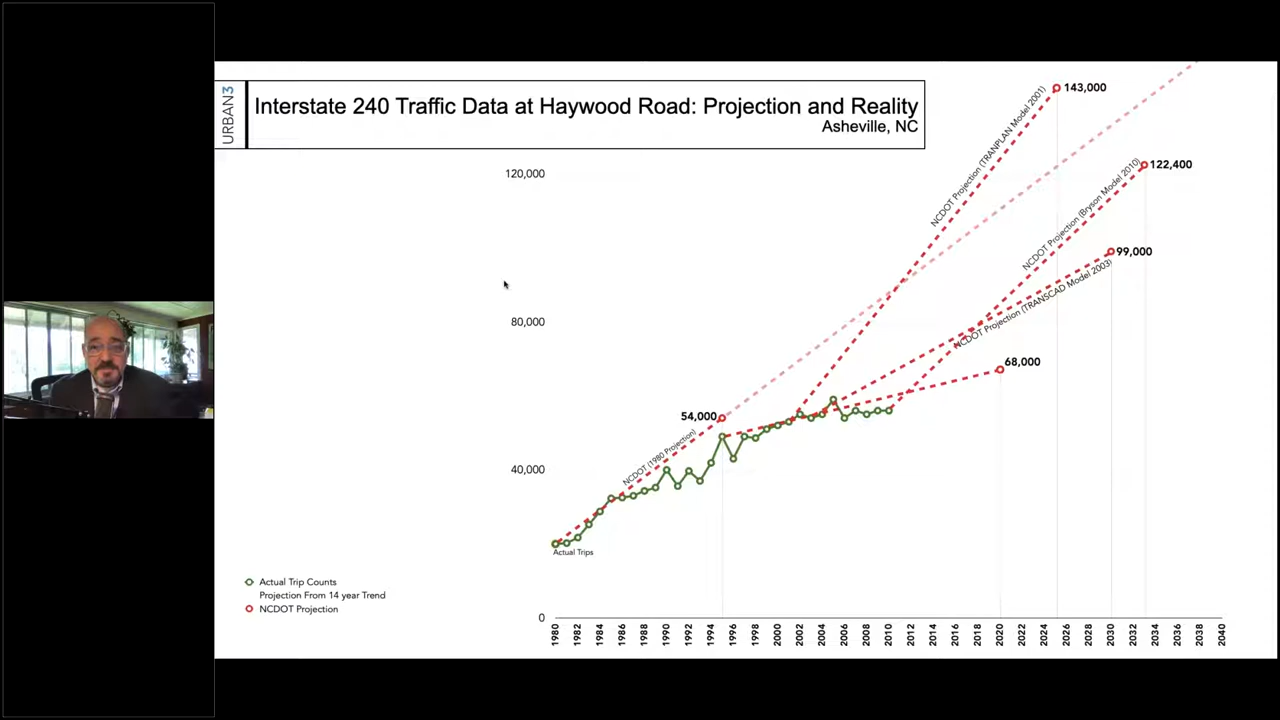 URBAN3
Interstate 240 Traffic Data at Haywood Road: Projection and Reality
Asheville, NC
143,000
120,000
NCDOT Projection (TRANPLAN Model 2001)
122,400
NCDOT Projection (Bryson Model 2010)
99,000
NCDOT Projection (TRANSCAD Model 2003)
80,000
68,000
54,000
NCDOT (1980 Projection)
40,000
Actual Trips
Actual Trip Counts
Projection From 14 year Trend
NCDOT Projection
0
1980 1982 1984 1986 1988 1990 1992 1994 1996 1998 2000 2002 2004 2006 2008 2010 2012 2014 2016 2018 2020 2022 2024 2026 2028 2030 2032 2034 2036 2038 2040